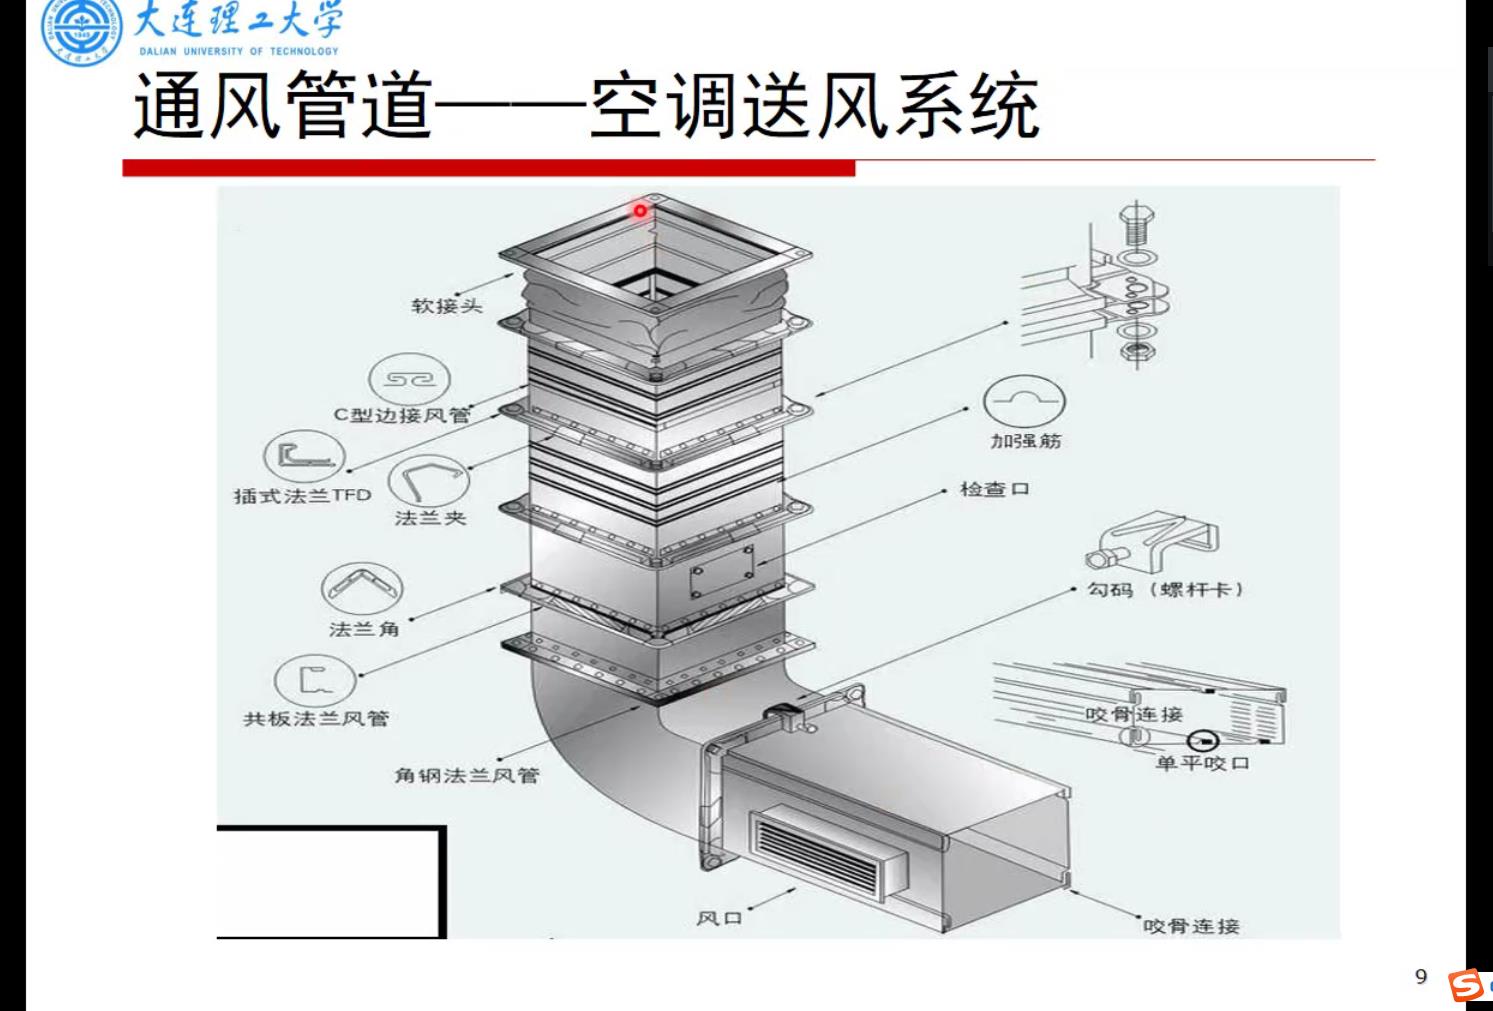 大连理工大学
DALIAN UNIVERSITY OF TECHNOLOGY
通风管道——空调送风系统
软接头
C型边接风管
加强筋
插式法兰TFD
法兰夹
检查口
勾码（螺杆卡）
法兰角
共板法兰风管
咬骨连接
单平咬口
角钢法兰风管
风口
咬骨连接
9